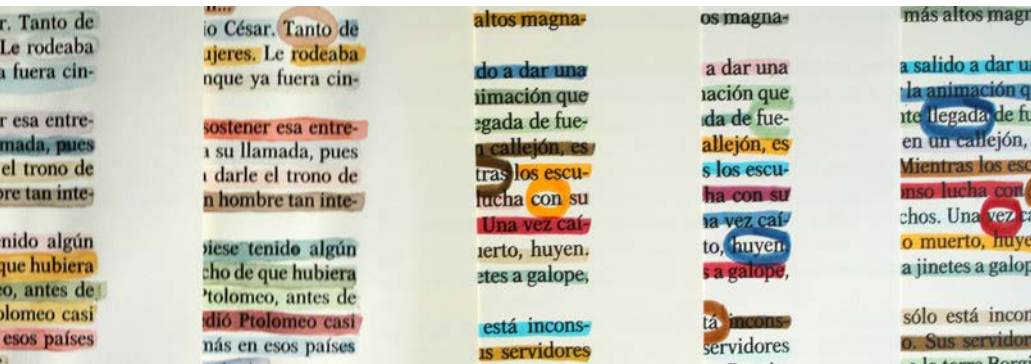 r. Tanto de
Le rodeaba
a fuera cin-
r esa entre-
mada, pues
el trono de
bre tan inte-
enido algún
que hubiera
eo, antes de
olomeo casi
esos países
io César. Tanto de
ujeres. Le rodeaba
nque ya fuera cin-
sostener esa entre-
a su llamada, pues
darle el trono de
n hombre tan inte-
biese tenido algún
cho de que hubiera
Ptolomeo, antes de
dió Ptolomeo casi
más en esos países
altos magna-
do a dar una
nimación que
egada de fue-
n callejón, es
tras los escu-
lucha con su
Una vez caí-
uerto, huyen.
etes a galope,
está incons-
us servidores
os magna-
a dar una
nación que
da de fue-
allejón, es
s los escu-
ha con su
na vez caí-
to, huyen
s a galope,
tá incons-
servidores
más altos magn
a salido a dar u
la animación q
nte llegada de fu
en un callejón,
Mientras los esc
onso lucha con
chos. Una vez ca
o muerto, huye
a jinetes a galop
sólo está incon
o. Sus servidor